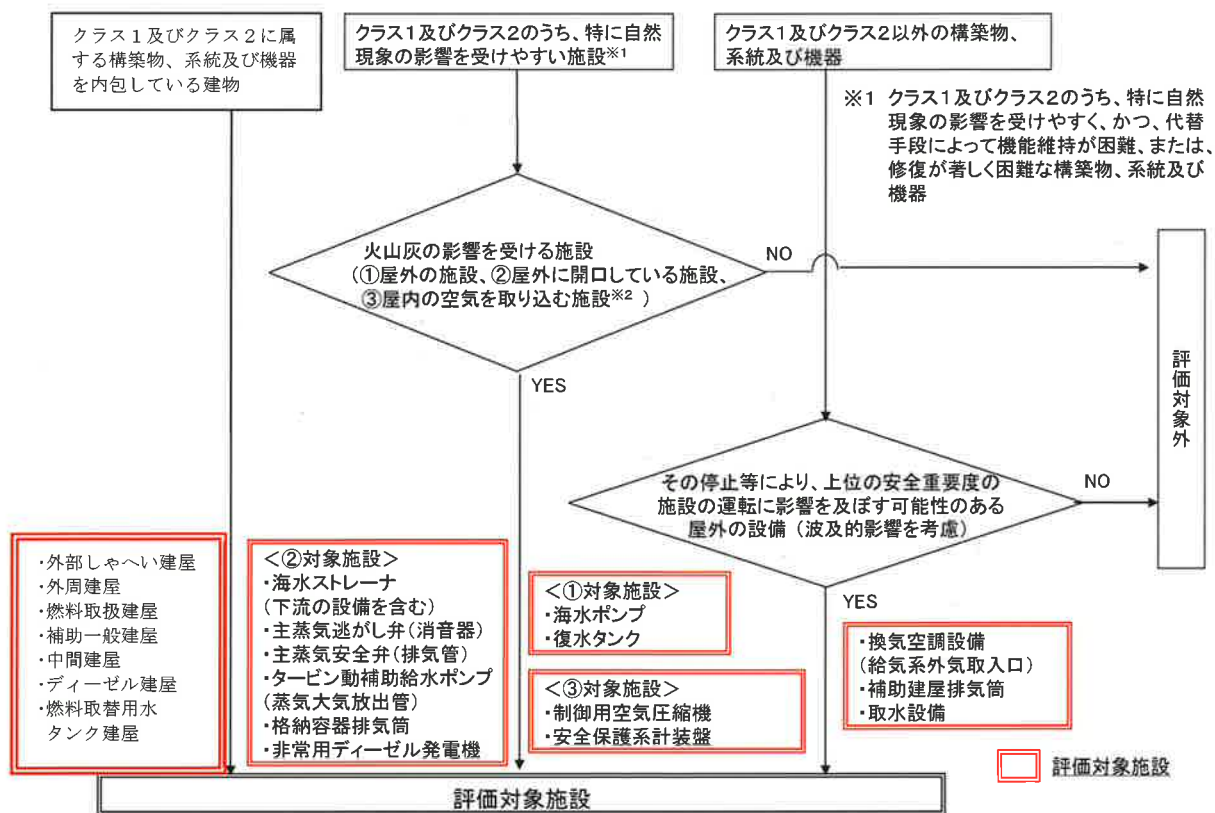 クラス1及びクラス2に属
する構築物、系統及び機器
を内包している建物
クラス1及びクラス2のうち、特に自然
現象の影響を受けやすい施設※1
クラス1及びクラス2以外の構築物、
系統及び機器
※1 クラス1及びクラス2のうち、特に自然
現象の影響を受けやすく、かつ、代替
手段によって機能維持が困難、または、
修復が著しく困難な構築物、系統及び
機器
火山灰の影響を受ける施設
(①屋外の施設、②屋外に開口している施設、
③屋内の空気を取り込む施設※2 )
NO
YES
評価対象外
その停止等により、上位の安全重要度の
施設の運転に影響を及ぼす可能性のある
屋外の設備(波及的影響を考慮)
NO
YES
・外部しゃへい建屋
・外周建屋
・燃料取扱建屋
・補助一般建屋
・中間建屋
・ディーゼル建屋
・燃料取替用水
タンク建屋
<②対象施設>
・海水ストレーナ
(下流の設備を含む)
・主蒸気逃がし弁(消音器)
・主蒸気安全弁(排気管)
・タービン動補助給水ポンプ
(蒸気大気放出管)
・格納容器排気筒
・非常用ディーゼル発電機
<①対象施設>
・海水ポンプ
・復水タンク
<③対象施設>
・制御用空気圧縮機
・安全保護系計装盤
・換気空調設備
(給気系外気取入口)
・補助建屋排気筒
・取水設備
評価対象施設
評価対象施設